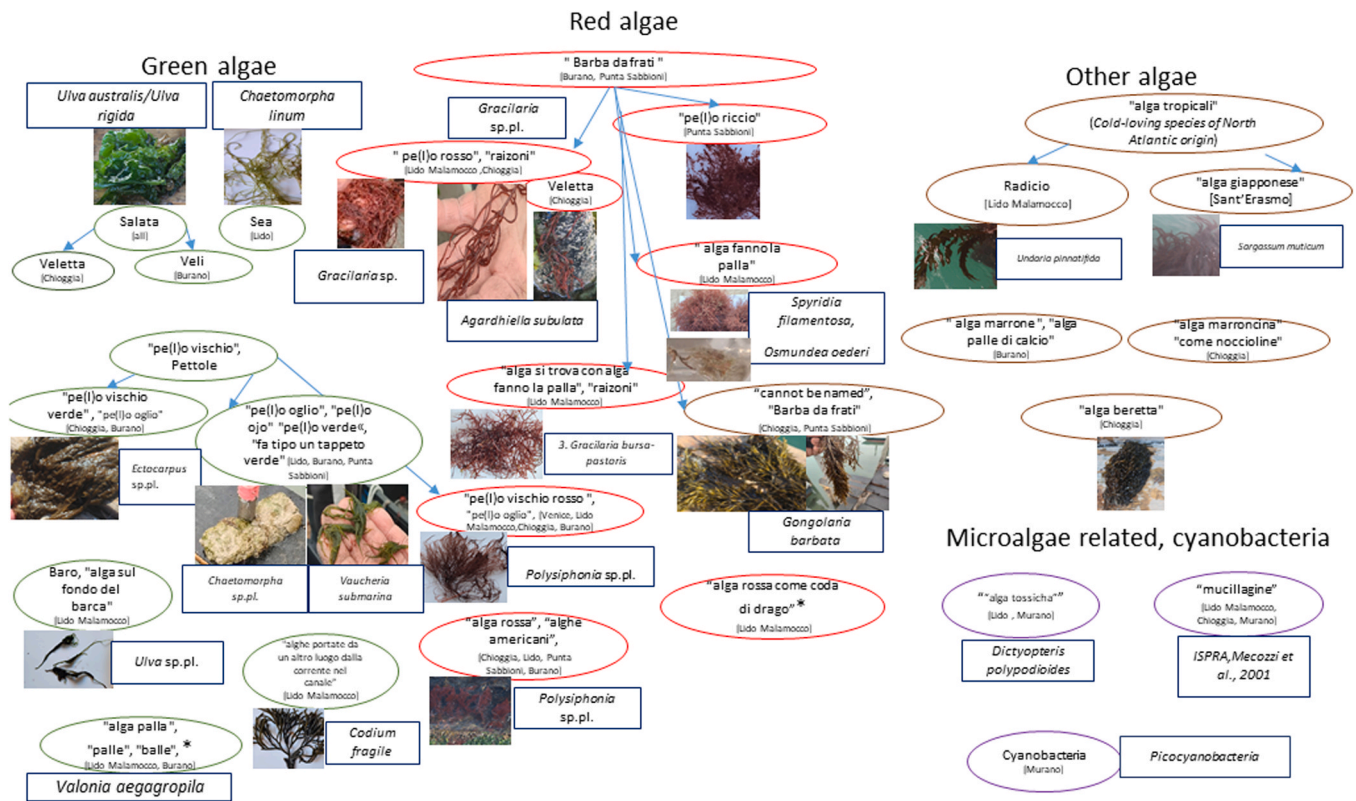 Red algae
Green algae
Other algae
Ulva australis/Ulva
rigida
Chaetomorpha
linum
Salata
(all)
Sea
(Lido)
Veletta
(Chioggia)
Veli
(Burano)
" Barba da frati "
(Burano, Punta Sabbioni)
Gracilaria
sp.pl.
"pe(l)o riccio"
(Punta Sabbioni)
" pe(l)o rosso", "raizoni"
(Lido Malamocco ,Chioggia)
Veletta
(Chioggia)
Gracilaria sp.
Agardhiella subulata
" alga fanno la
palla"
(Lido Malamocco)
Spyridia
filamentosa,
Osmundea oederi
"alga tropicali"
(Cold-loving species of North
Atlantic origin)
Radicio
[Lido Malamocco]
"alga giapponese"
[Sant'Erasmo]
Undaria pinnatifida
Sargassum muticum
" alga marrone", "alga
palle di calcio"
(Burano)
"alga marroncina"
"come noccioline"
(Chioggia)
"alga beretta"
(Chioggia)
"pe(l)o vischio",
Pettole
"pe(l)o vischio
verde", "pe(l)o oglio"
(Chioggia, Burano)
"pe(l)o oglio", "pe(l)o
ojo" "pe(l)o verde“,
"fa tipo un tappeto
verde" (Lido, Burano, Punta
Sabbioni)
Ectocarpus
sp.pl.
Chaetomorpha
sp.pl.
Vaucheria
submarina
"alga si trova con alga
fanno la palla", "raizoni"
(Lido Malamocco)
3. Gracilaria bursa-
pastoris
“cannot be named”,
"Barba da frati"
(Chioggia, Punta Sabbioni)
Gongolaria
barbata
"pe(l)o vischio rosso ",
"pe(l)o oglio", (Venice, Lido
Malamocco,Chioggia, Burano)
Polysiphonia sp.pl.
Baro, "alga sul
fondo del
barca"
(Lido Malamocco)
Ulva sp.pl.
"alghe portate da
un altro luogo dalla
corrente nel
canale"
(Lido Malamocco)
Codium
fragile
"alga palla",
"palle", "balle", *
(Lido Malamocco, Burano)
Valonia aegagropila
“alga rossa”, “alghe
americani”,
(Chioggia, Lido, Punta
Sabbioni, Burano)
Polysiphonia
sp.pl.
“alga rossa come coda
di drago” *
(Lido Malamocco)
Microalgae related, cyanobacteria
““alga tossicha””
(Lido , Murano)
Dictyopteris
polypodioides
“mucillagine”
(Lido Malamocco,
Chioggia, Murano)
ISPRA,Mecozzi et
al., 2001
Cyanobacteria
(Murano)
Picocyanobacteria